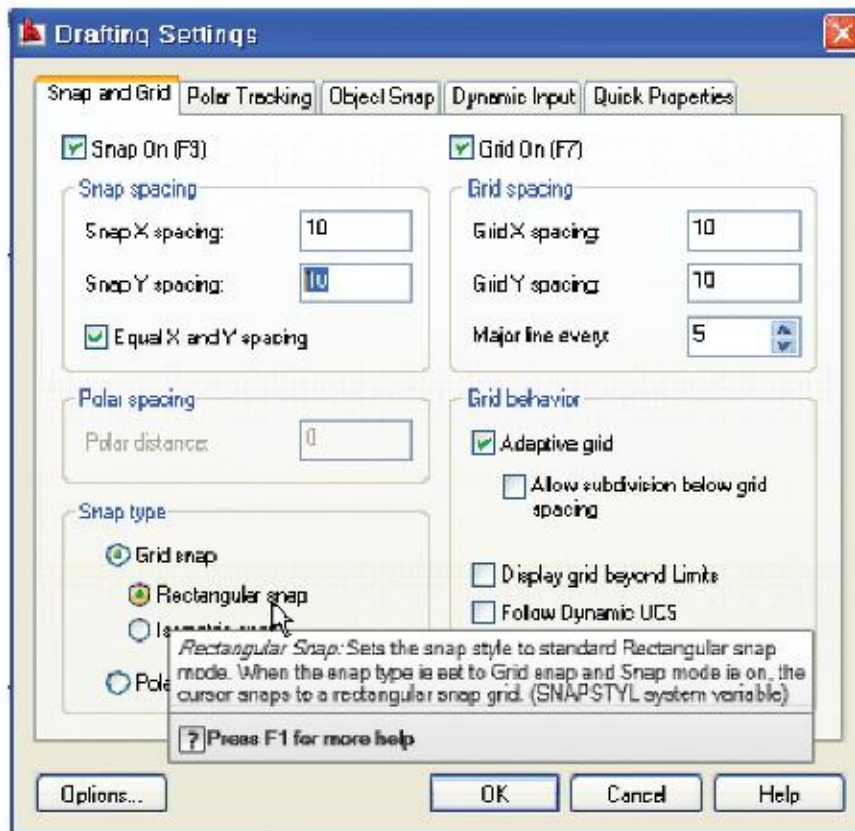 Drafting Settings
Snap and Grid Polar Tracking Object Snap Dynamic Input Quick Properties
Snap On (F9)
Snap spacing
Snap X spacing: 10
Snap Y spacing: 10
Equal X and Y spacing
Polar spacing
Polar distance: 0
Snap type
Grid snap
Rectangular snap
Grid On (F7)
Grid spacing
Grid X spacing: 10
Grid Y spacing: 10
Major line every: 5
Grid behavior
Adaptive grid
Allow subdivision below grid
spacing
Display grid beyond Limits
Follow Dynamic UCS
Rectangular Snap: Sets the snap style to standard Rectangular snap
mode. When the snap type is set to Grid snap and Snap mode is on, the
cursor snaps to a rectangular snap grid. (SNAPSTYL system variable)
? Press F1 for more help
Options... OK Cancel Help